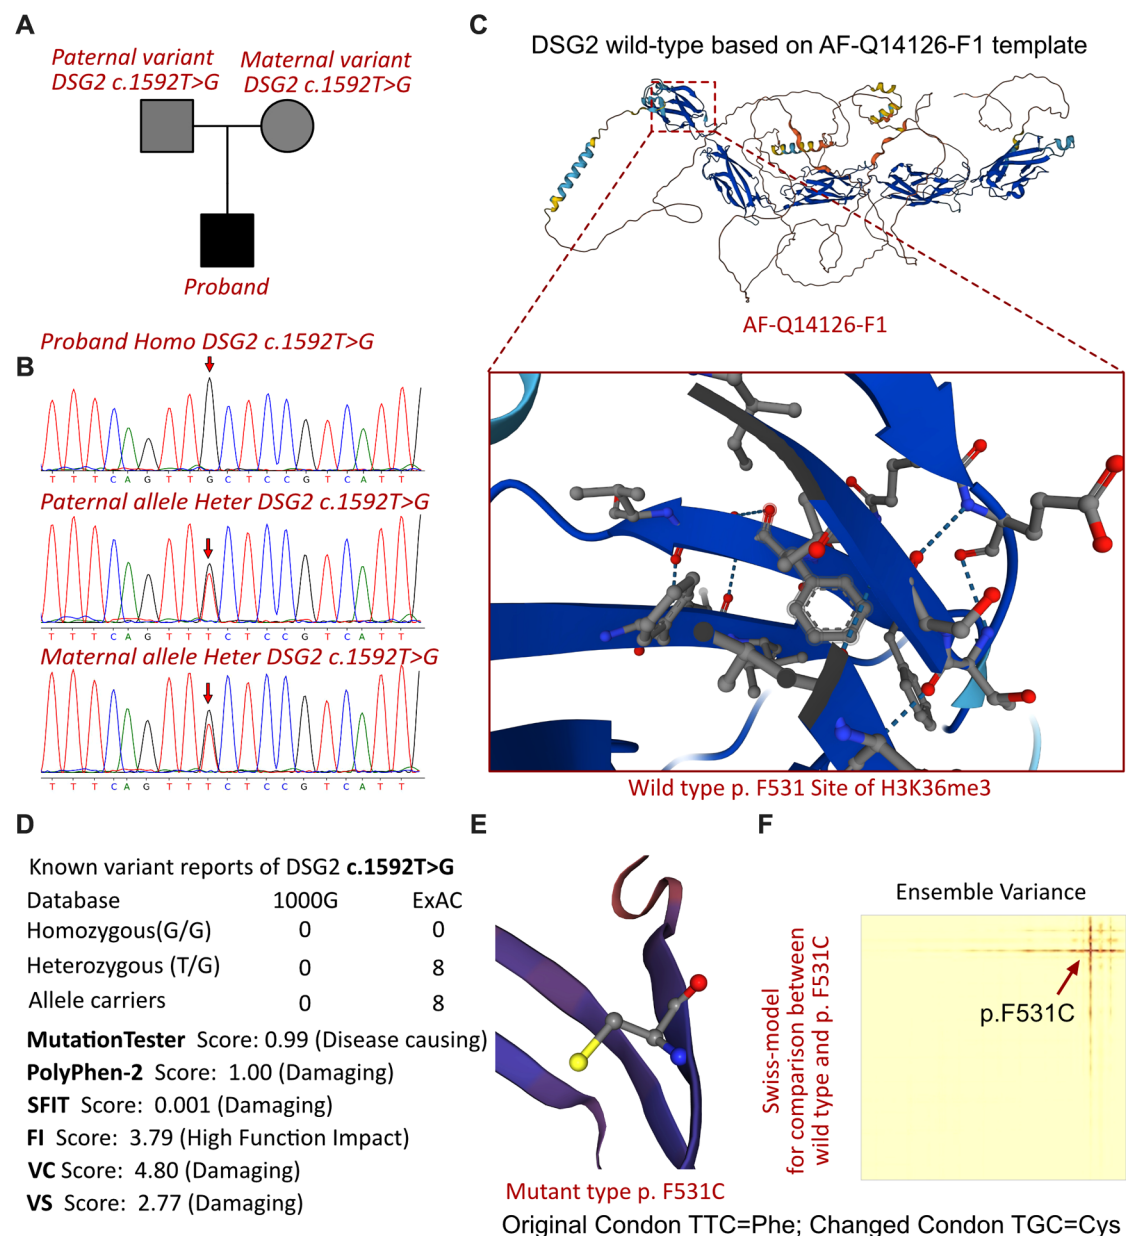 A
Paternal variant
DSG2 c.1592T>G
Maternal variant
DSG2 c.1592T>G
Proband
B
Proband Homo DSG2 c.1592T>G
T T T C A G T T G C T C C G T C A T T
Paternal allele Heter DSG2 c.1592T>G
T T T C A G T T T C T C C G T C A T T
Maternal allele Heter DSG2 c.1592T>G
T T T C A G T T T C T C C G T C A T T
C
DSG2 wild-type based on AF-Q14126-F1 template
AF-Q14126-F1
Wild type p. F531 Site of H3K36me3
D
Known variant reports of DSG2 c.1592T>G
Database 1000G ExAC
Homozygous(G/G) 0 0
Heterozygous (T/G) 0 8
Allele carriers 0 8
MutationTester Score: 0.99 (Disease causing)
PolyPhen-2 Score: 1.00 (Damaging)
SFIT Score: 0.001 (Damaging)
FI Score: 3.79 (High Function Impact)
VC Score: 4.80 (Damaging)
VS Score: 2.77 (Damaging)
E
Mutant type p. F531C
F
Ensemble Variance
Swiss-model
for comparison between
wild type and p. F531C
p.F531C
Original Condon TTC=Phe; Changed Condon TGC=Cys